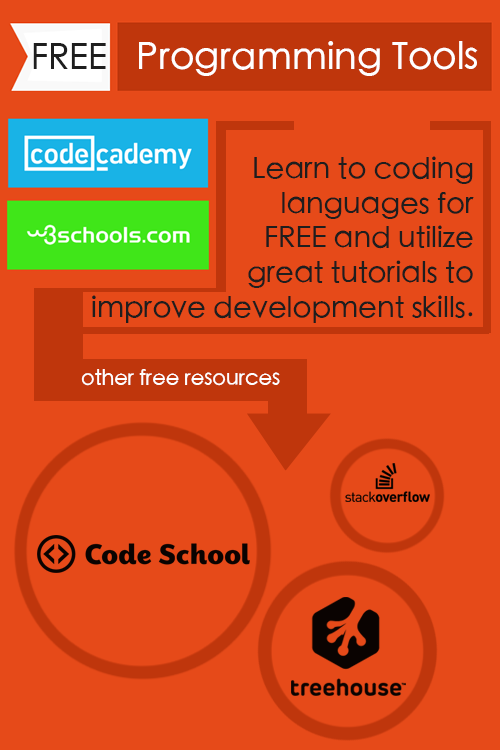 FREE Programming Tools
codecademy
w3schools.com
Learn to coding
languages for
FREE and utilize
great tutorials to
improve development skills.
other free resources
stackoverflow
Code School
treehouse™